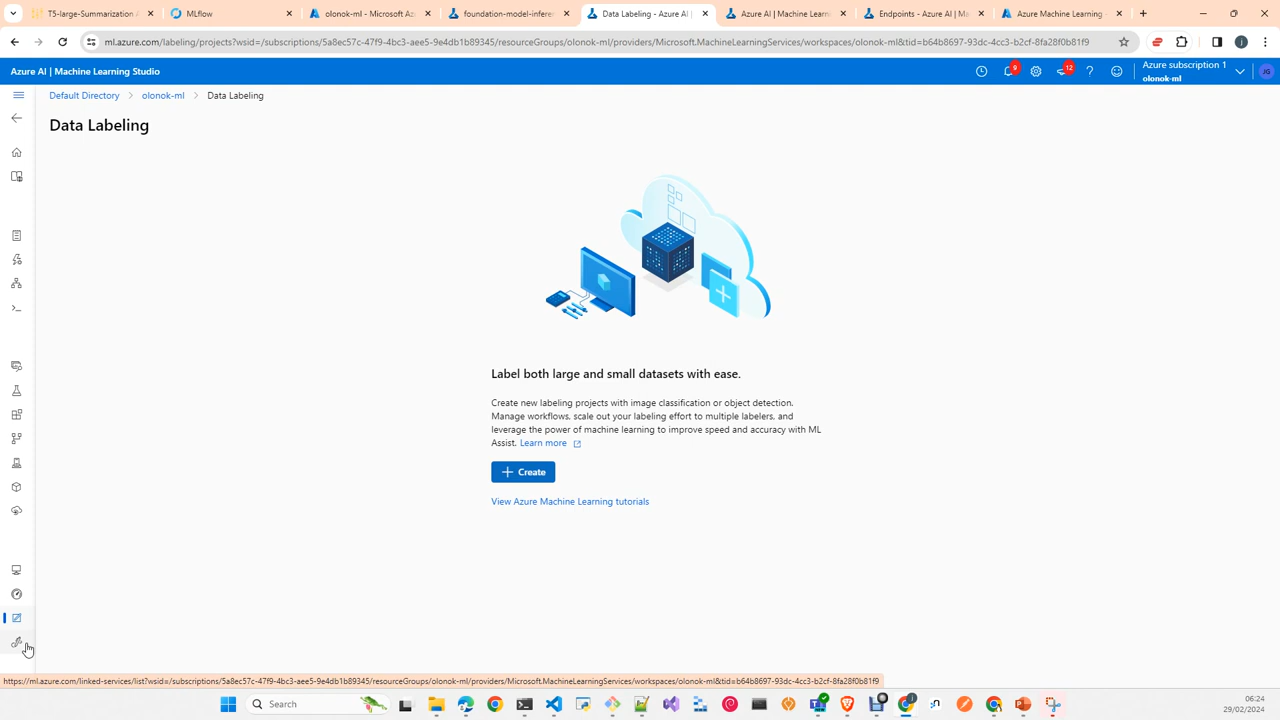 T5-large-Summarization A
MLflow
olonok-ml - Microsoft Az
foundation-model-infere
Data Labeling - Azure AI |
Azure AI | Machine Learn
Endpoints - Azure AI | Ma
Azure Machine Learning
ml.azure.com/labeling/projects?wsid=/subscriptions/5a8ec57c-47f9-4bc3-aee5-9e4db1b89345/resourceGroups/olonok-ml/providers/Microsoft.MachineLearningServices/workspaces/olonok-ml&tid=b64b8697-93dc-4cc3-b2cf-8fa28f0b81f9
Azure AI | Machine Learning Studio
9
12
Azure subscription 1
olonok-ml
JG
Default Directory > olonok-ml > Data Labeling
Data Labeling
Label both large and small datasets with ease.
Create new labeling projects with image classification or object detection.
Manage workflows, scale out your labeling effort to multiple labelers, and
leverage the power of machine learning to improve speed and accuracy with ML
Assist. Learn more
Create
View Azure Machine Learning tutorials
https://ml.azure.com/linked-services/list?wsid=/subscriptions/5a8ec57c-47f9-4bc3-aee5-9e4db1b89345/resourceGroups/olonok-ml/providers/Microsoft.MachineLearningServices/workspaces/olonok-ml&tid=b64b8697-93dc-4cc3-b2cf-8fa28f0b81f9
Search
06:24
29/02/2024